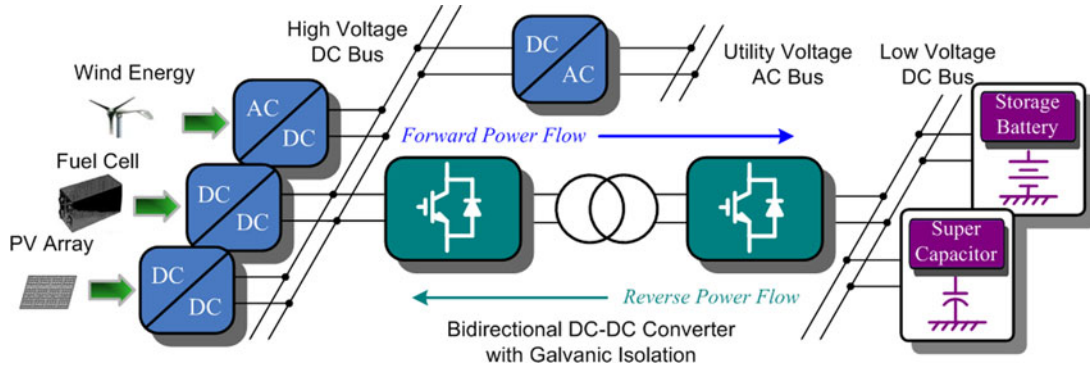 High Voltage
DC Bus
Wind Energy
AC
DC
DC
AC
Utility Voltage
AC Bus
Low Voltage
DC Bus
Storage
Battery
Forward Power Flow
Fuel Cell
DC
DC
PV Array
DC
DC
Super
Capacitor
Reverse Power Flow
Bidirectional DC-DC Converter
with Galvanic Isolation